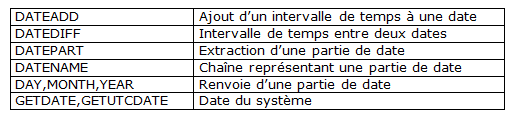 DATEADD Ajout d'un intervalle de temps à une date
DATEDIFF Intervalle de temps entre deux dates
DATEPART Extraction d'une partie de date
DATENAME Chaîne représentant une partie de date
DAY,MONTH,YEAR Renvoie d'une partie de date
GETDATE,GETUTCDATE Date du système